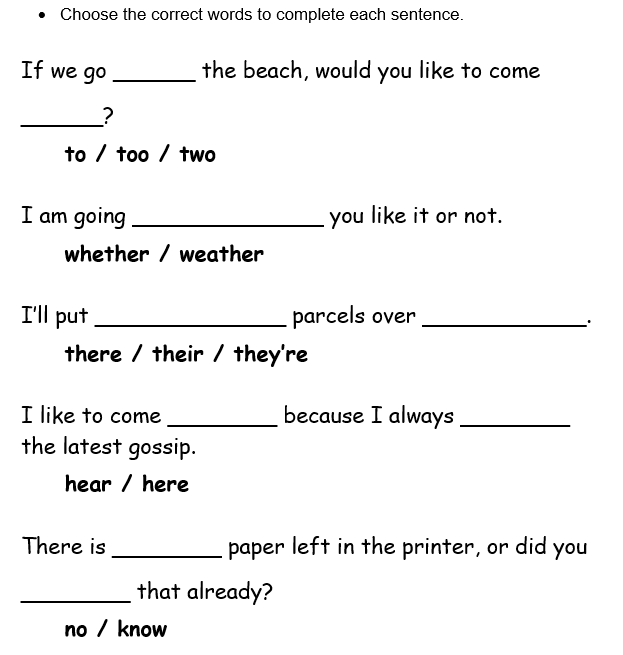 • Choose the correct words to complete each sentence.
If we go _______ the beach, would you like to come
_______?
to / too / two
I am going ________________ you like it or not.
whether / weather
I'll put ________________ parcels over ______________.
there / their / they're
I like to come _________ because I always _________
the latest gossip.
hear / here
There is _________ paper left in the printer, or did you
_________ that already?
no / know